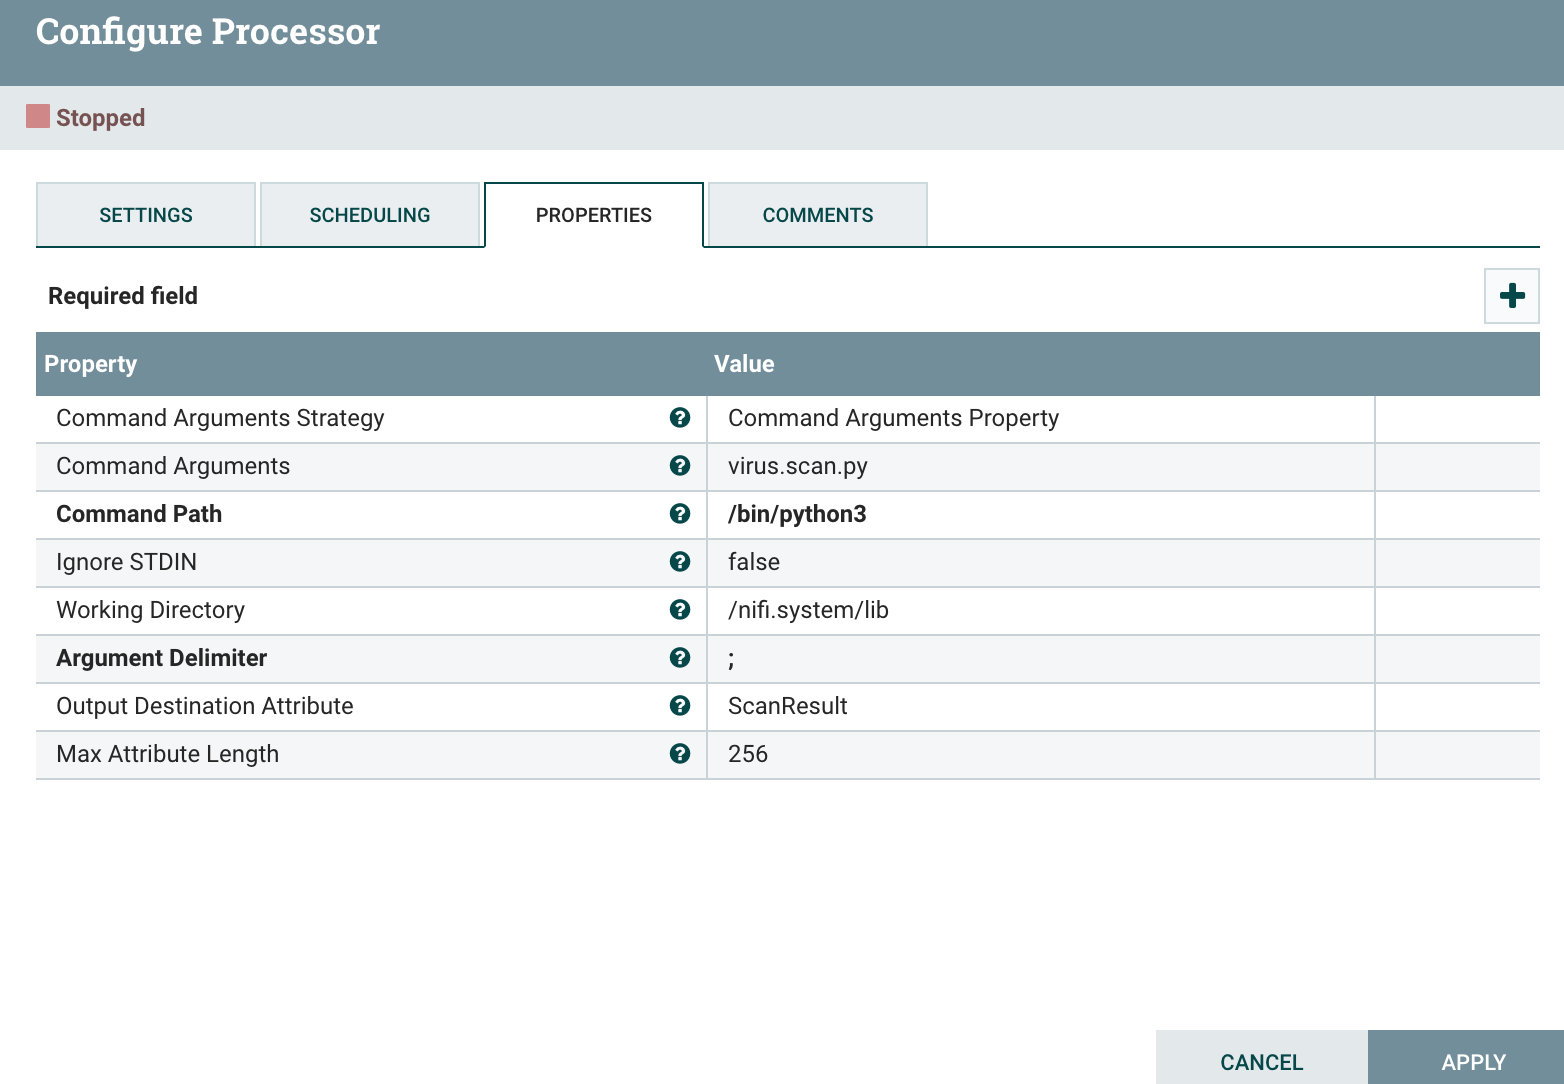 Configure Processor
Stopped
SETTINGS SCHEDULING PROPERTIES COMMENTS
Required field
Property Value
Command Arguments Strategy Command Arguments Property
Command Arguments virus.scan.py
Command Path /bin/python3
Ignore STDIN false
Working Directory /nifi.system/lib
Argument Delimiter ;
Output Destination Attribute ScanResult
Max Attribute Length 256
CANCEL APPLY